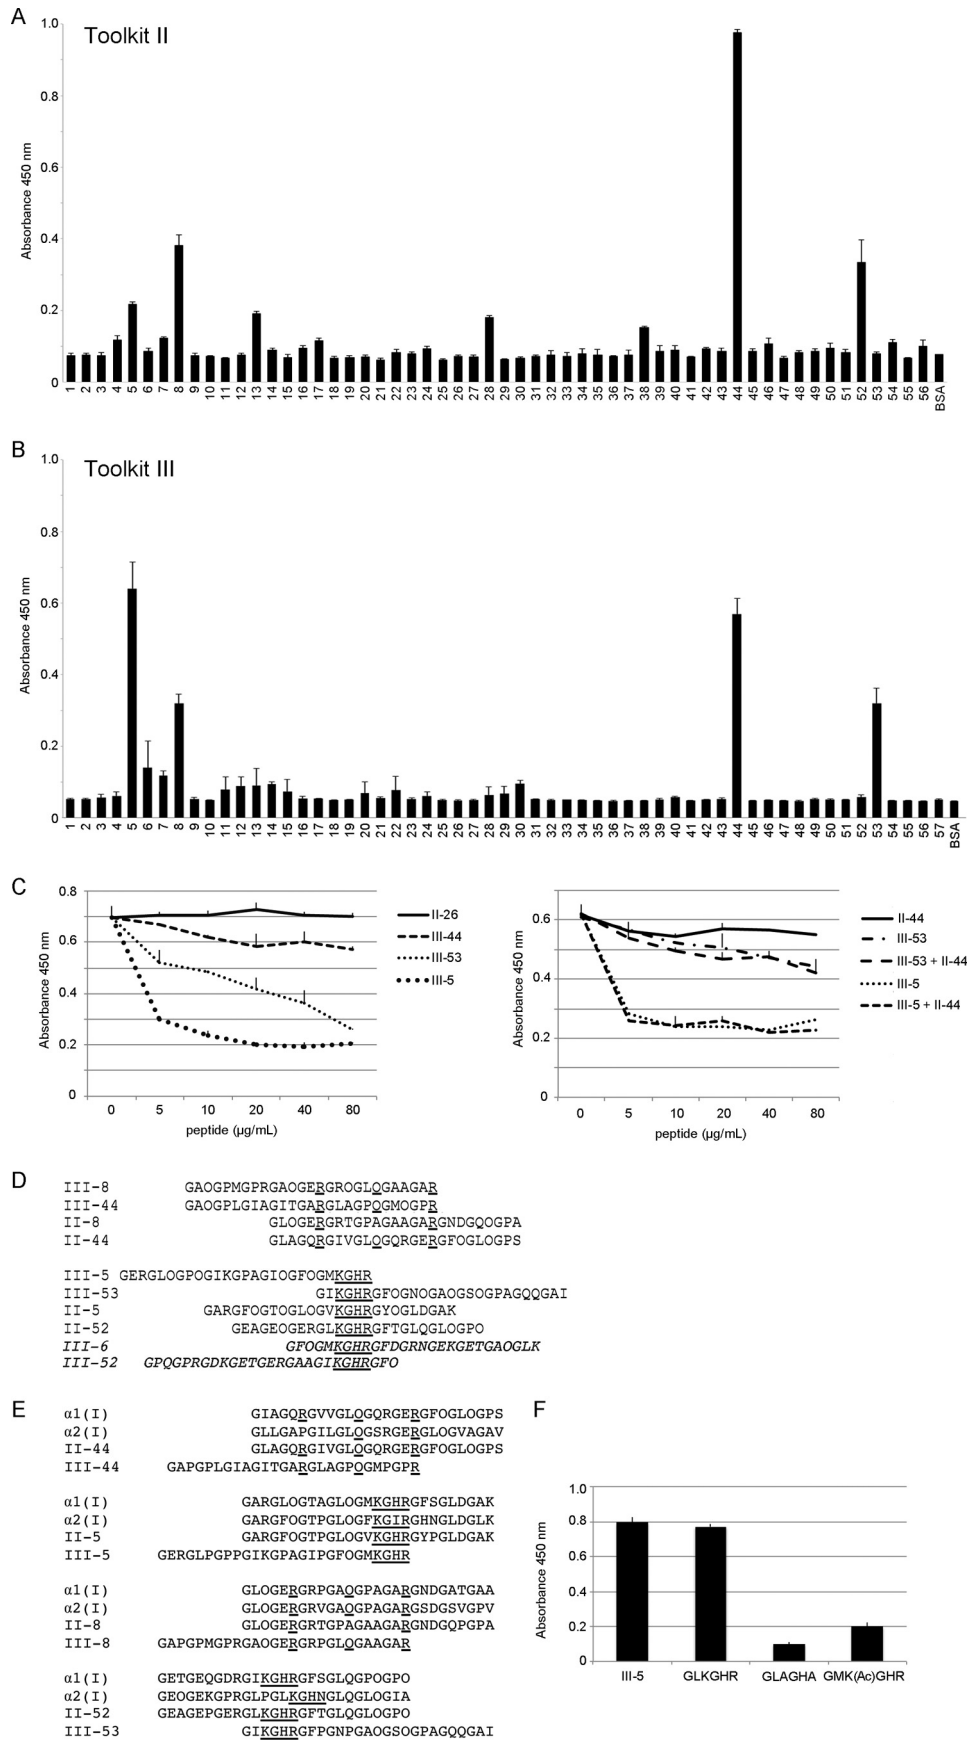 A
Toolkit II
Absorbance 450 nm
1.0
0.8
0.6
0.4
0.2
0
1 2 3 4 5 6 7 8 9 10 11 12 13 14 15 16 17 18 19 20 21 22 23 24 25 26 27 28 29 30 31 32 33 34 35 36 37 38 39 40 41 42 43 44 45 46 47 48 49 50 51 52 53 54 55 56 BSA
B
Toolkit III
Absorbance 450 nm
1.0
0.8
0.6
0.4
0.2
0
1 2 3 4 5 6 7 8 9 10 11 12 13 14 15 16 17 18 19 20 21 22 23 24 25 26 27 28 29 30 31 32 33 34 35 36 37 38 39 40 41 42 43 44 45 46 47 48 49 50 51 52 53 54 55 56 57 BSA
C
Absorbance 450 nm
0.8
0.6
0.4
0.2
0
0 5 10 20 40 80
peptide (µg/mL)
II-26
III-44
III-53
III-5
Absorbance 450 nm
0.6
0.4
0.2
0
0 5 10 20 40 80
peptide (µg/mL)
II-44
III-53
III-53 + II-44
III-5
III-5 + II-44
D
III-8 GAOGPMGPRGAOGERGROGLQGAAGAR
III-44 GAOGPLGIAGITGARGLAGPQGMOGPR
II-8 GLOGERGRTGPAGAAGARGNDGQOGPA
II-44 GLAGQRGIVGLOGQRGERGFOGLOGPS
III-5 GERGLOGPOGIKGPAGIOGFOGMKGHR
III-53 GIKGHRGFOGNOGAOGSOGPAGQQGAI
II-5 GARGFOGTOGLOGVKGHRGYOGLDGAK
II-52 GEAGEOGERGLKGHRGFTGLQGLOGPO
III-6 GFOGMKGHRGFDGRNGEKGETGAOGLK
III-52 GPQGPRGDKGETGERGAAGIKGHRGFO
E
α1(I) GIAGQRGVVGLOGQRGERGFOGLOGPS
α2(I) GLLGAPGILGLOGSRGERGLOGVAGAV
II-44 GLAGQRGIVGLOGQRGERGFOGLOGPS
III-44 GAPGPLGIAGITGARGLAGPOGMPGPR
α1(I) GARGLOGTAGLOGMKGHRGFSGLDGAK
α2(I) GARGFOGTPGLOGFKGIRGHNGLDGLK
II-5 GARGFOGTPGLOGVKGHRGYPGLDGAK
III-5 GERGLPGPPGIKGPAGIPGFOGMKGHR
α1(I) GLOGERGRPGAQGPAGARGNDGATGAA
α2(I) GLOGERGRVGAQGPAGARGSDGSVGPV
II-8 GLOGERGRTGPAGAAGARGNDGQPGPA
III-8 GAPGPMGPRGAOGERGRPGLQGAAGAR
α1(I) GETGEQGDRGIKGHRGFSGLQGPOGPO
α2(I) GEOGEKGPRGLPGLKGHNGLQGLOGIA
II-52 GEAGEPGERGLKGHRGFTGLQGLOGPO
III-53 GIKGHRGFPGNPGAOGSOGPAGQQGAI
F
Absorbance 450 nm
1.0
0.8
0.6
0.4
0.2
0
III-5 GLKGHR GLAGHA GMK(Ac)GHR